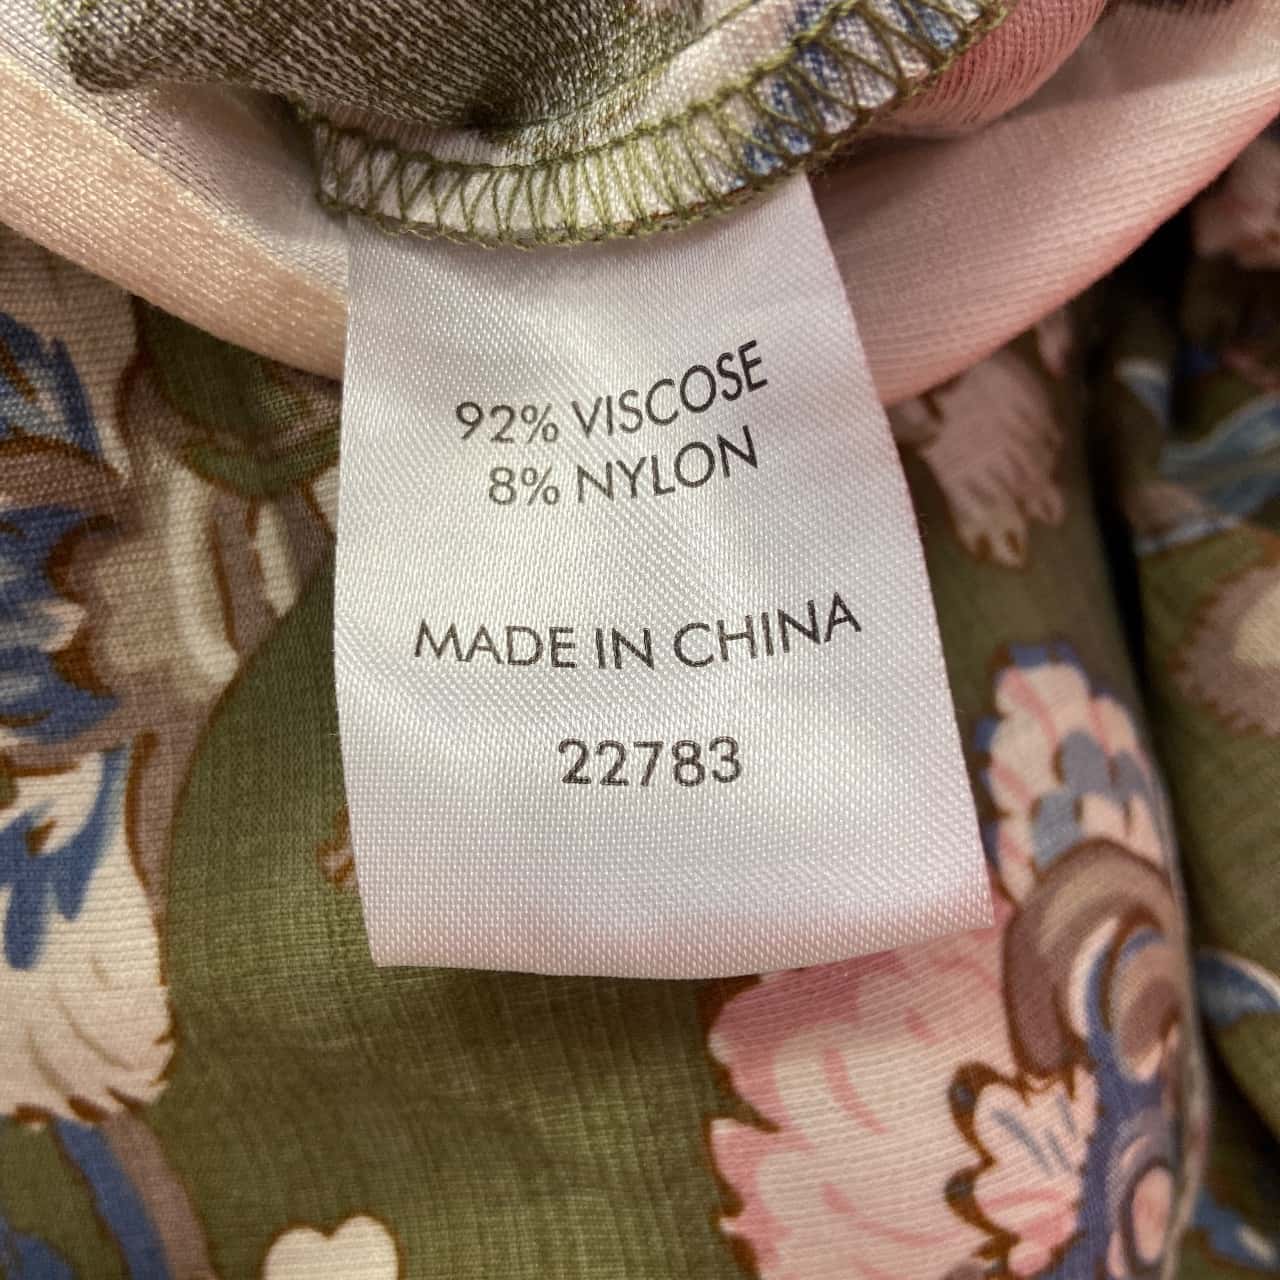 92% VISCOSE
8% NYLON
MADE IN CHINA
22783